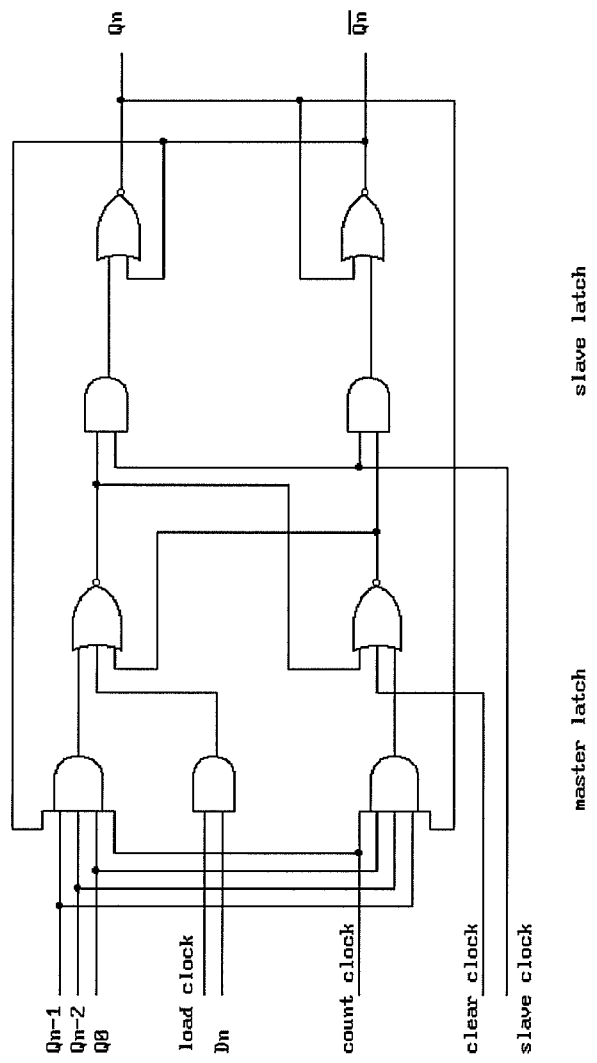 Qn
Qn
slave latch
master latch
Qn-1
Qn-2
Q0
load clock
Dn
count clock
clear clock
slave clock